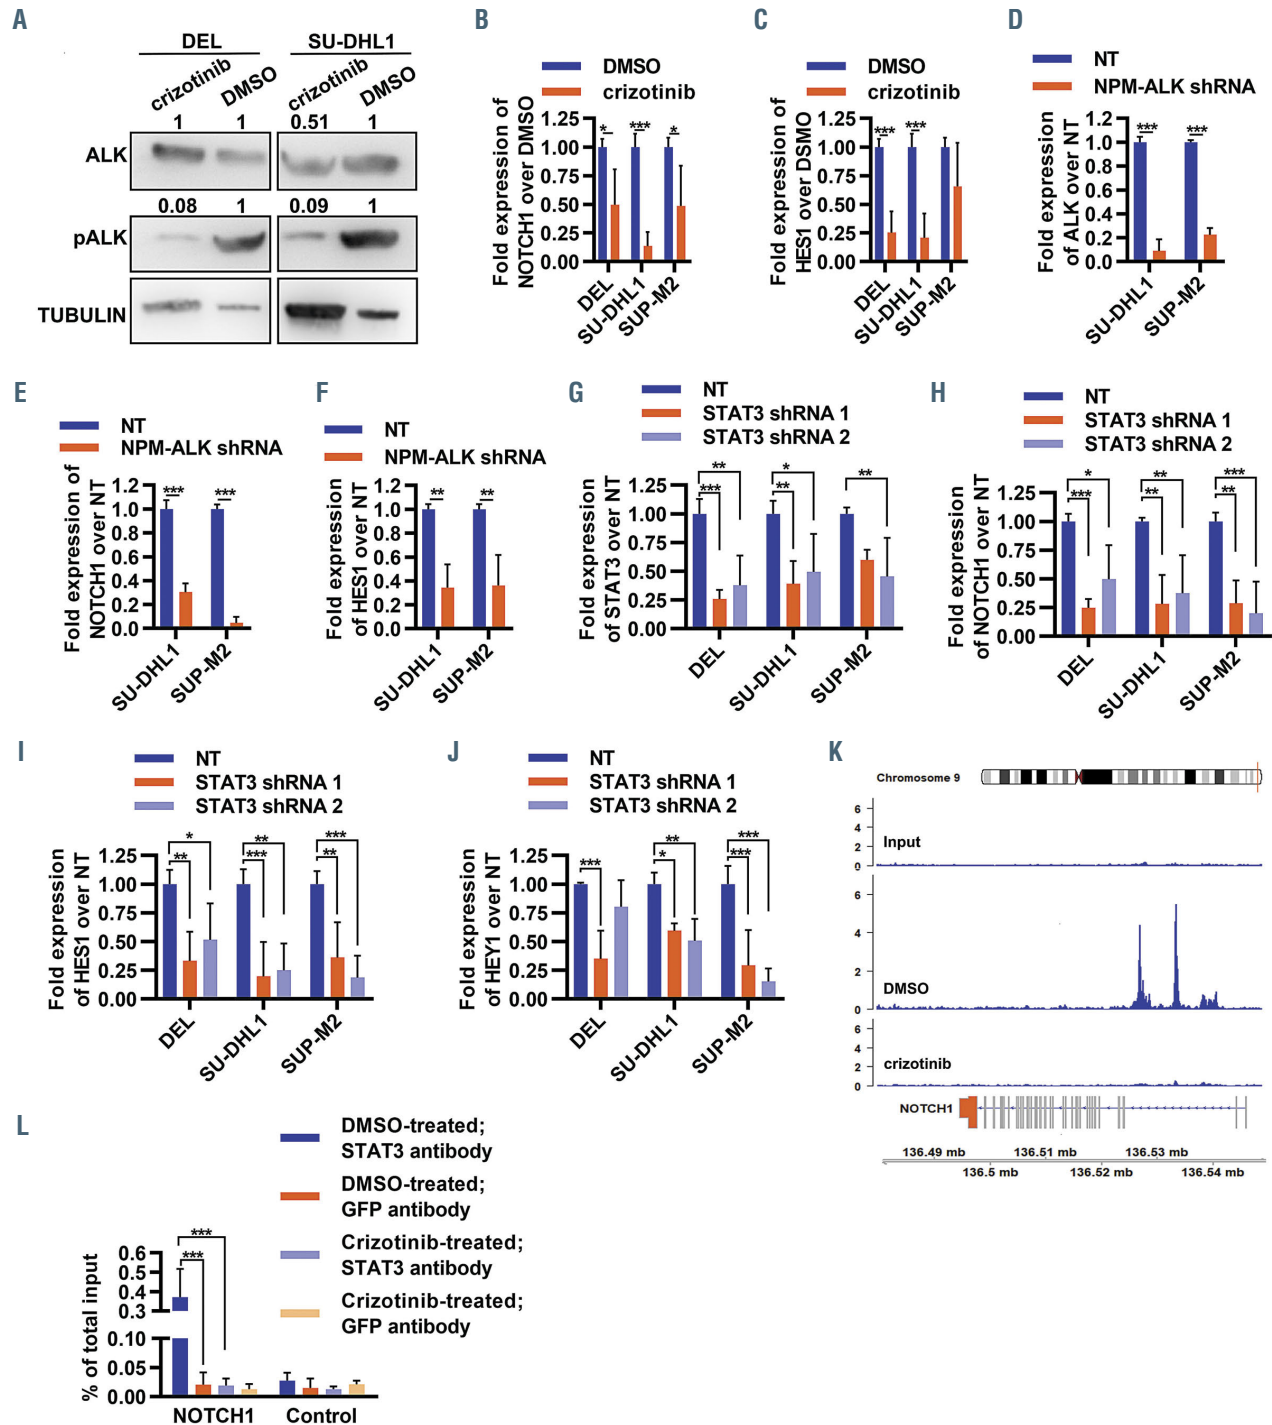 A
DEL
SU-DHL1
crizotinib
DMSO
crizotinib
DMSO
1
1
0.51
1
ALK
0.08
1
0.09
1
pALK
TUBULIN
B
DMSO
crizotinib
Fold expression of
NOTCH1 over DMSO
1.25
1.00
0.75
0.50
0.25
0.00
*
***
*
DEL
SU-DHL1
SUP-M2
C
DMSO
crizotinib
Fold expression of
HES1 over DSMO
1.25
1.00
0.75
0.50
0.25
0.00
***
***
DEL
SU-DHL1
SUP-M2
D
NT
NPM-ALK shRNA
Fold expression
of ALK over NT
1.2
1.0
0.8
0.6
0.4
0.2
0.0
***
***
SU-DHL1
SUP-M2
E
NT
NPM-ALK shRNA
Fold expression of
NOTCH1 over NT
1.2
1.0
0.8
0.6
0.4
0.2
0.0
***
***
SU-DHL1
SUP-M2
F
NT
NPM-ALK shRNA
Fold expression
of HES1 over NT
1.2
1.0
0.8
0.6
0.4
0.2
0.0
**
**
SU-DHL1
SUP-M2
G
NT
STAT3 shRNA 1
STAT3 shRNA 2
Fold expression
of STAT3 over NT
1.25
1.00
0.75
0.50
0.25
0.00
**
***
*
**
**
DEL
SU-DHL1
SUP-M2
H
NT
STAT3 shRNA 1
STAT3 shRNA 2
Fold expression
of NOTCH1 over NT
1.25
1.00
0.75
0.50
0.25
0.00
*
***
**
**
***
**
DEL
SU-DHL1
SUP-M2
I
NT
STAT3 shRNA 1
STAT3 shRNA 2
Fold expression
of HES1 over NT
1.25
1.00
0.75
0.50
0.25
0.00
*
**
**
***
***
**
DEL
SU-DHL1
SUP-M2
J
NT
STAT3 shRNA 1
STAT3 shRNA 2
Fold expression
of HEY1 over NT
1.25
1.00
0.75
0.50
0.25
0.00
***
**
*
***
***
DEL
SU-DHL1
SUP-M2
K
Chromosome 9
6
4
2
0
Input
6
4
2
0
DMSO
6
4
2
0
crizotinib
NOTCH1
136.49 mb
136.51 mb
136.53 mb
136.5 mb
136.52 mb
136.54 mb
L
DMSO-treated;
STAT3 antibody
DMSO-treated;
GFP antibody
Crizotinib-treated;
STAT3 antibody
Crizotinib-treated;
GFP antibody
% of total input
0.6
0.5
0.4
0.3
0.10
0.05
0.00
***
***
NOTCH1
Control